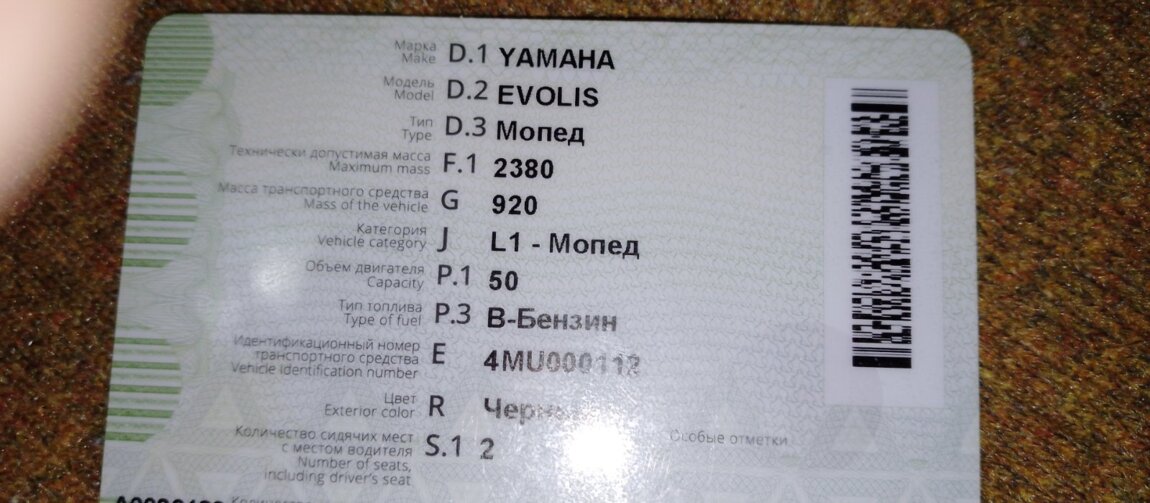 Марка
Make D.1 YAMAHA
Модель
Model D.2 EVOLIS
Тип
Type D.3 Мопед
Технически допустимая масса
Maximum mass F.1 2380
Масса транспортного средства
Mass of the vehicle G 920
Категория
Vehicle category J L1 - Мопед
Объем двигателя
Capacity P.1 50
Тип топлива
Type of fuel P.3 В-Бензин
Идентификационный номер
транспортного средства
Vehicle identification number E 4MU000112
Цвет
Exterior color R
Количество сидячих мест
с местом водителя S.1 2
Number of seats,
including driver's seat
Особые отметки